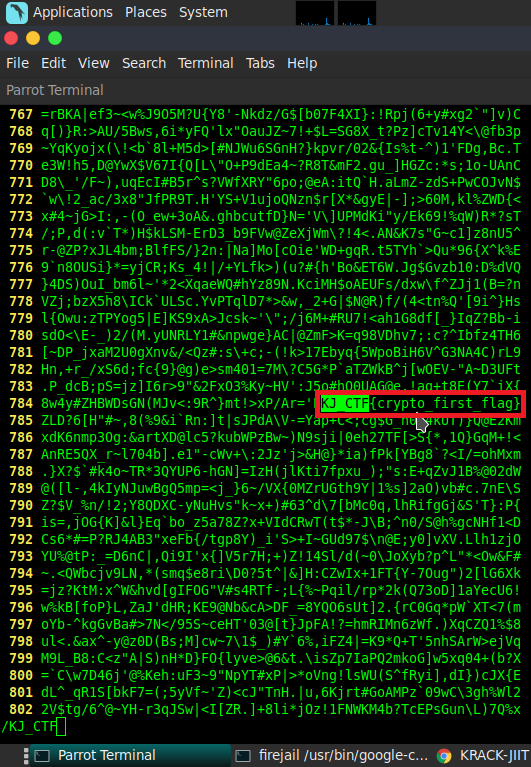 Applications Places System
File Edit View Search Terminal Tabs Help
Parrot Terminal
767 =rBKA|ef3~<w%J9O5M?U{Y8'-Nkdz/G$[b07F4XI}:!Rpj(6+y#xg2`"]v)C
768 q[)}R:>AU/5Bws,6i*yFQ'lx"OauJZ~7!+$L=SG8X_t?Pz]cTv14Y<\@fb3p
769 ~YqKyojx(\!<b`8l+M5d>[#NJWu6SGnH?}kpvr/02&{Is%t-^)1'FDg,Bc.T
770 e3W!h5,D@YwX$V67I{Q[L\"O+P9dEa4~?R8T&mF2.gu_]HGZc:*s;1o-UAnC
771 D8\_'/F~),uqEcI#B5r^s?VWfXRY"6po;@eA:itQ`H.aLmZ-zdS+PwCOJvN$
772 `w\!2_ac/3x8"JfPR9T.H'YS+V1ujoQNzn$r[X*&gyE|-];>60M,kl%ZWD{<
773 x#4~jG>I:,-(O_ew+3oA&.ghbcutfD}N='V\]UPMdKi"y/Ek69!%qW)R*?sT
774 /;P,d(:v`T*)H$kLSM-ErD3_b9FVw@ZeXjWm\?!4<.AN&K7s"G~c1]z8nU5^
775 r-@ZP?xJL4bm;BlfFS/}2n:|Na]Mo[cOie'WD+gqR.t5TYh`>Qu*96{X^k%E
776 9`n8OUSi}*=yjCR;Ks_4!|/+YLfk>)(u?#{h'Bo&ET6W.Jg$Gvzb10:D%dVQ
777 }4DS)OuI_bm6l~'*2<XqaeWQ#hYz89N.KciMH$oAEUFs/dxw\f^ZJj1(B=?n
778 VZj;bzX5h8\ICk`ULSc.YvPTqlD7*>&w,_2+G|$N@R)f/(4<tn%Q'[9i^}Hs
779 l{Owu:zTPYog5|E]KS9xA>Jcsk~'\";/j6M+#RU7!<ah1G8df[_}IqZ?Bb-i
780 sdO<\E-_)2/(M.yUNRLY1#&npwge}AC|@ZmF>K=q98VDhv7;:c?^Ibfz4TH6
781 [~DP_jxaM2U0gXnv&/<Qz#:s\+c;-(!k>17Ebyq{5WpoBiH6V^G3NA4C)rL9
782 Hn,+r_/xS6d;fc{9}@g)e>sm401=7M\?C5G*P`aTZWkB^j[wOEV-"A~D3UFt
783 .P_dcB;pS=jz]I6r>9"&2FxO3%Ky~HV':J5o#hQ0UAG@e.!aq+t8E(Y7`iX{
784 8w4y#ZHBWDsGN(MJv<:9R^}mtl>xP/Ar='!KJ_CTF{crypto_first_flag}
785 ZLD?6[H"#~,8(%9$&i`Rn:]t|sJPdA\V-=Yap+C<;cgs
786 xdK6nmp3Og:&artXD@lc5?kubWPzBw~)N9sji|0eh27TF[>S{*,1Q}GqM+!<
787 AnRE5QX_r~l704b].e1"-cWv+\:2Jz'j>&H@}*ia)fPk[YBg8`?<I/=ohMxm
788 .}X?$`#k4o~TR*3QYUP6-hGN]=IzH(jlKti7fpxu_);"s:E+qZvJ1B%@02dW
789 @([l-,4kIyNJuwBgQ5mp=<j_}6~/VX{0MZrUGth9Y|1%s]2aO)vb#c.7nE\S
790 Z?$V_%n/!2;Y8QDXC-yNuHvs"k~x+)#63^d\7[bMc0q,lhRifgGj&S'T}:P{
791 is=,jOG{K]&l}Eq`bo_z5a78Z?x+VIdCRwT(t$*-J\B;^n0/S@h%gcNHf1<D
792 Cs6*#=P?RJ4AB3"xeFb{/tgp8Y)_i'S>+I~GUd97$\n@E;y0]vXV.Llh1zjO
793 YU%@tP:_=D6nC|,Qi9I'x{]V5r7H;+)Z!14Sl/d(~0\JoXyb?p^L"*<Ow&F#
794 ~.<QWbcjv9LN,*(smq$e8ri\D0?5t^|&]H:CZwIx+1FT{Y-7Oug")2[lG6Xk
795 =jz?KtM:x^W&hvd[gIFOG"V#s4RTf-;L{%~Pqil/rp*2k(Q73oD]1aYecU6!
796 w%kB[foP}L,ZaJ'dHR;KE9@Nb&cA>DF_=8YQO6sUt]2.{rC0Gq*pW`XT<7(m
797 oYb-^kgGvBa#>7N</95S~ceHT'03@[t}JpFA!?=hmRIMn6zWf.)XqCZQ1%$8
798 ul<.&ax^-y@z0D(Bs;M]cw~7\1$_)#Y`6%,iFZ4|=K9*Q+T'5nhSArW>ejVq
799 M9L_B8:C<z"A|S)nH*D}FO{lyve>@6&t.\isZp7IaPQ2mkoG]w5xq04+(b?X
800 =`C\w7D46j'@%Keh:uF3~9"NpYT#xP|>*oVng!lsWU(S^fRyi],dI})cJX{E
801 dL^_qR1S[bkF7=(;5yVf~'Z)<cJ"TnH.|u,6Kjrt#GoAMPz`09wC\3gh%Wl2
802 2V$tg/6^@~YH-r3qJSw|<I[ZR.]+8li*jOz!1FNWKM4b?TcEPsGun\L)7Q%x
/KJ_CTF
Parrot Terminal firejail /usr/bin/google-c... KRACK-JIIT